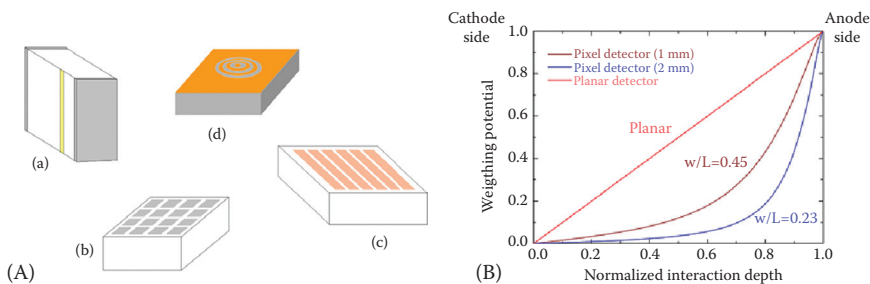 (a)
(d)
(b)
(c)
(A)
Cathode
side
(B)
Anode
side
Weigthing potential
1.0
0.8
0.6
0.4
0.2
0.0
Pixel detector (1 mm)
Pixel detector (2 mm)
Planar detector
Planar
w/L=0.45
w/L=0.23
0.0 0.2 0.4 0.6 0.8 1.0
Normalized interaction depth